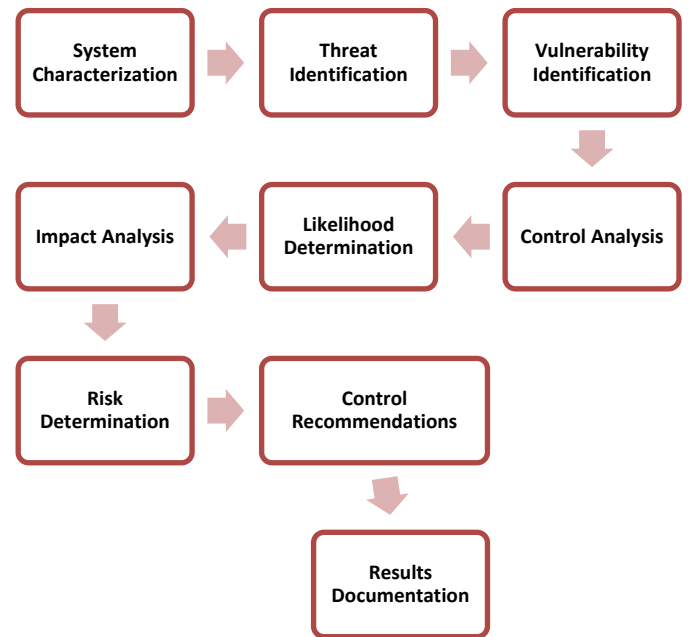 System
Characterization
Threat
Identification
Vulnerability
Identification
Control Analysis
Likelihood
Determination
Impact Analysis
Risk
Determination
Control
Recommendations
Results
Documentation